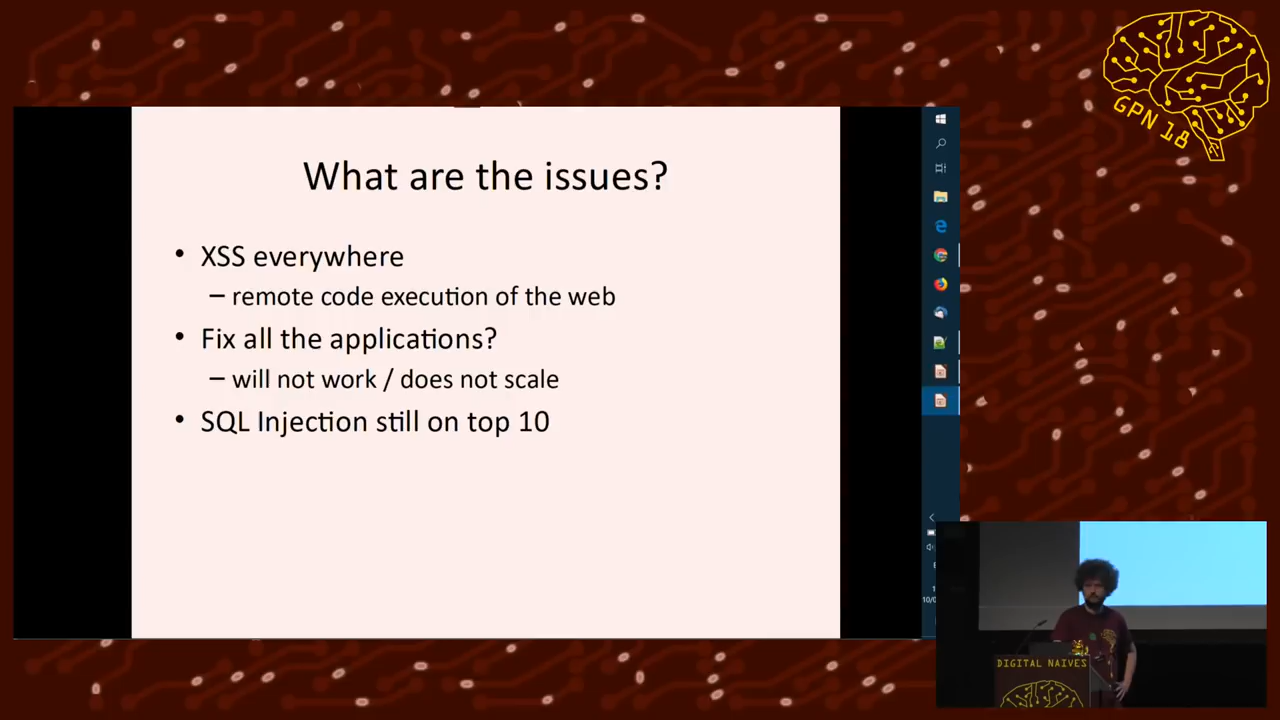 GPN 18
What are the issues?
• XSS everywhere
– remote code execution of the web
• Fix all the applications?
– will not work / does not scale
• SQL Injection still on top 10
DIGITAL NAIVES